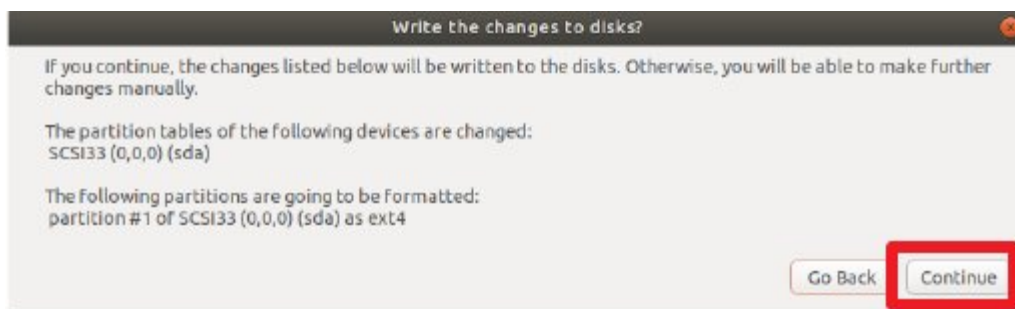 Write the changes to disks?
If you continue, the changes listed below will be written to the disks. Otherwise, you will be able to make further
changes manually.
The partition tables of the following devices are changed:
SCSI33 (0,0,0) (sda)
The following partitions are going to be formatted:
partition #1 of SCSI33 (0,0,0) (sda) as ext4
Go Back Continue